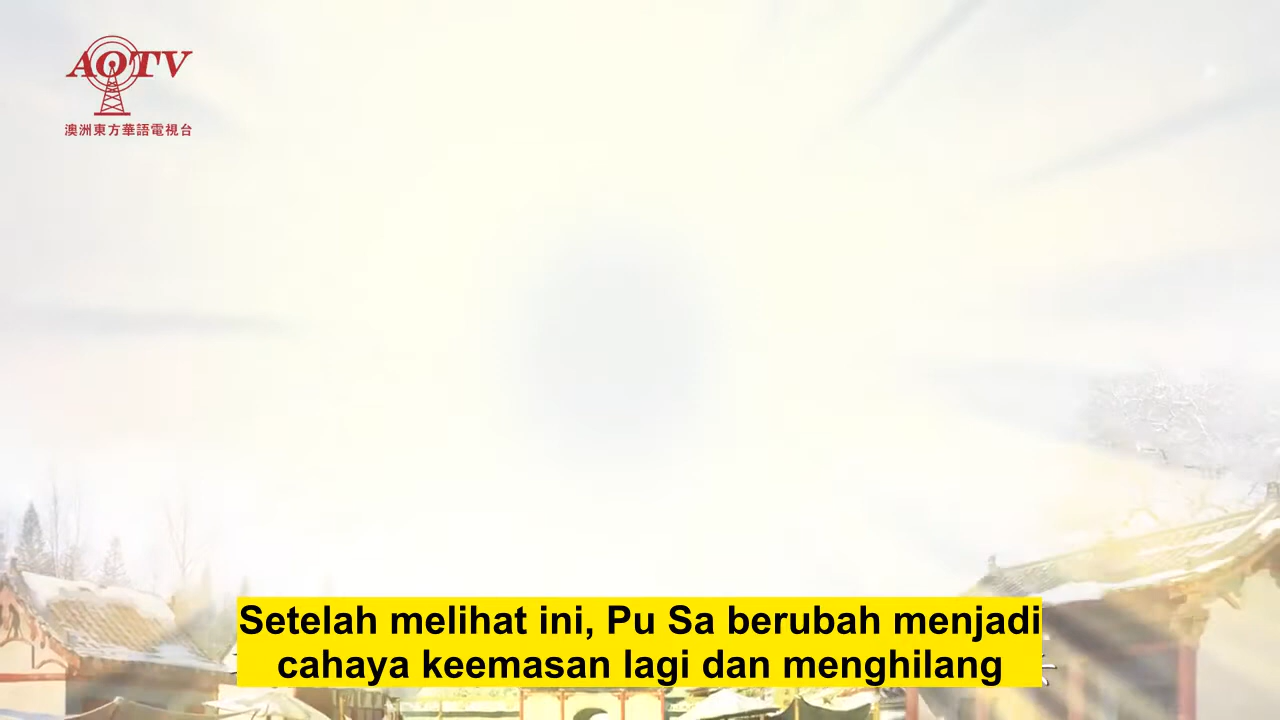 AOTV
澳洲東方華語電視台
Setelah melihat ini, Pu Sa berubah menjadi
cahaya keemasan lagi dan menghilang